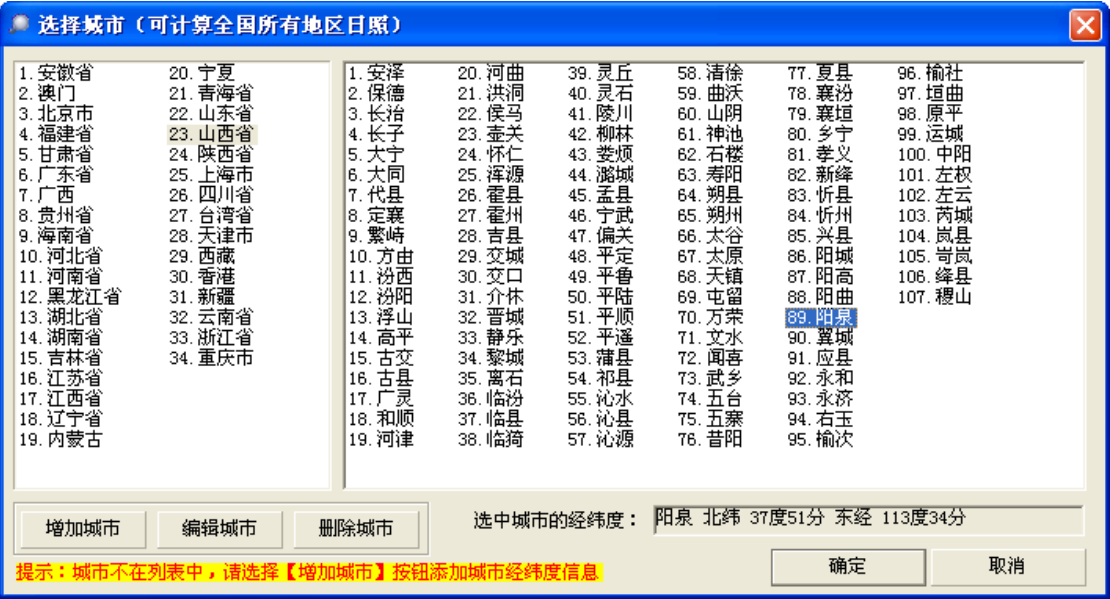 选择城市（可计算全国所有地区日照）
1.安徽省 20.宁夏 1.安泽 20.河曲 39.灵丘 58.清徐 77.夏县 96.榆社
2.澳门 21.青海省 2.保德 21.洪洞 40.灵石 59.曲沃 78.襄汾 97.垣曲
3.北京市 22.山东省 3.长治 22.侯马 41.陵川 60.山阴 79.襄垣 98.原平
4.福建省 23.山西省 4.长子 23.壶关 42.柳林 61.神池 80.乡宁 99.运城
5.甘肃省 24.陕西省 5.大宁 24.怀仁 43.娄烦 62.石楼 81.孝义 100.中阳
6.广东省 25.上海市 6.大同 25.浑源 44.潞城 63.寿阳 82.新绛 101.左权
7.广西 26.四川省 7.代县 26.霍县 45.孟县 64.朔县 83.忻县 102.左云
8.贵州省 27.台湾省 8.定襄 27.霍州 46.宁武 65.朔州 84.忻州 103.芮城
9.海南省 28.天津市 9.繁峙 28.吉县 47.偏关 66.太谷 85.兴县 104.岚县
10.河北省 29.西藏 10.方由 29.交城 48.平定 67.太原 86.阳城 105.岢岚
11.河南省 30.香港 11.汾西 30.交口 49.平鲁 68.天镇 87.阳高 106.绛县
12.黑龙江省 31.新疆 12.汾阳 31.介休 50.平陆 69.屯留 88.阳曲 107.稷山
13.湖北省 32.云南省 13.浮山 32.晋城 51.平顺 70.万荣 89.阳泉
14.湖南省 33.浙江省 14.高平 33.静乐 52.平遥 71.文水 90.翼城
15.吉林省 34.重庆市 15.古交 34.黎城 53.蒲县 72.闻喜 91.应县
16.江苏省 16.古县 35.离石 54.祁县 73.武乡 92.永和
17.江西省 17.广灵 36.临汾 55.沁水 74.五台 93.永济
18.辽宁省 18.和顺 37.临县 56.沁县 75.五寨 94.右玉
19.内蒙古 19.河津 38.临猗 57.沁源 76.昔阳 95.榆次
增加城市 编辑城市 删除城市 选中城市的经纬度： 阳泉 北纬 37度51分 东经 113度34分
提示：城市不在列表中，请选择【增加城市】按钮添加城市经纬度信息
确定 取消